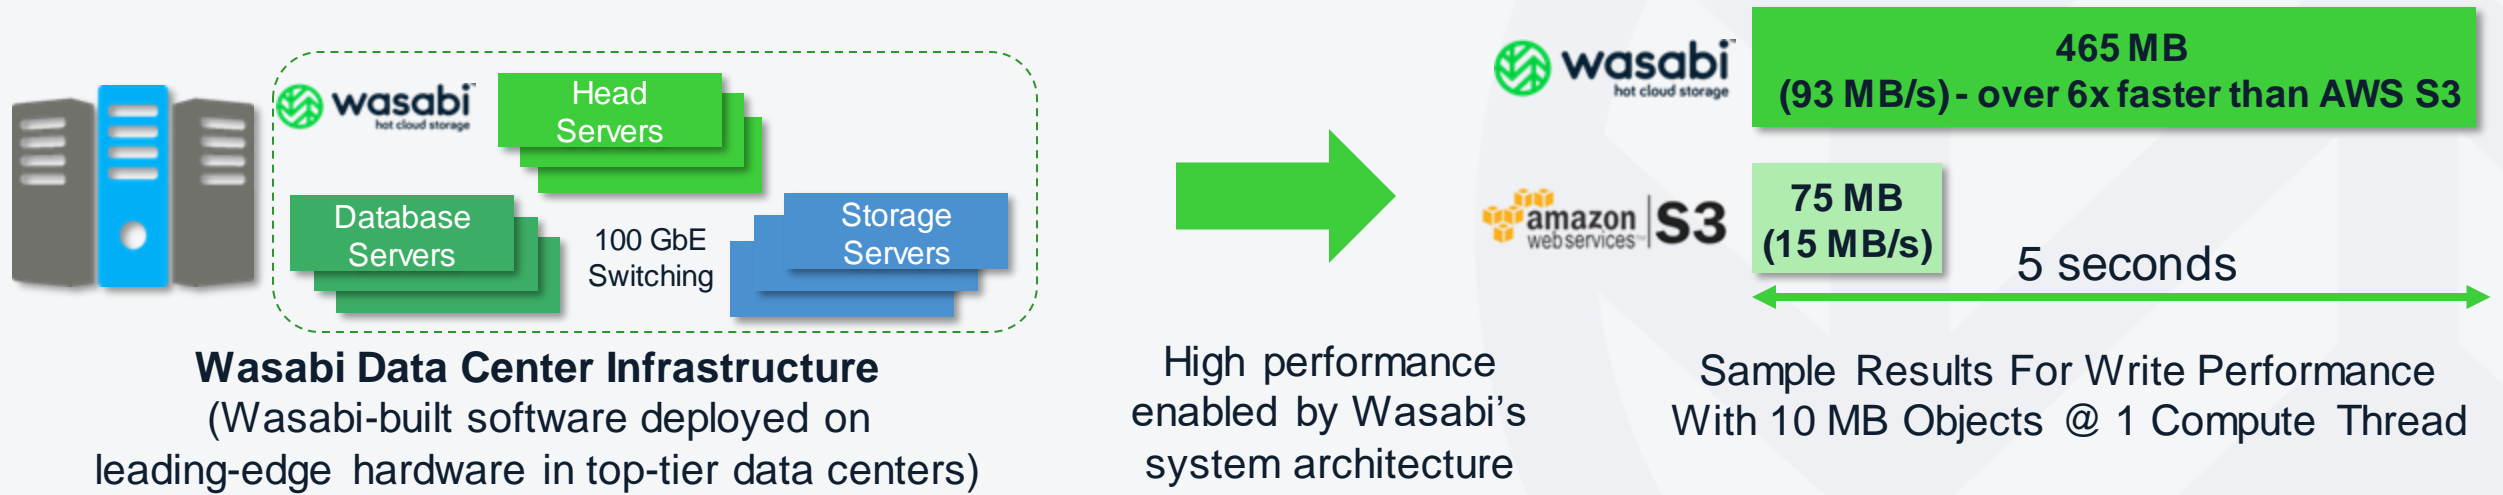 wasabi™
hot cloud storage
Head
Servers
Database
Servers
100 GbE
Switching
Storage
Servers
Wasabi Data Center Infrastructure
(Wasabi-built software deployed on
leading-edge hardware in top-tier data centers)
High performance
enabled by Wasabi’s
system architecture
wasabi™
hot cloud storage
465 MB
(93 MB/s) - over 6x faster than AWS S3
amazon
webservices™
S3
75 MB
(15 MB/s)
5 seconds
Sample Results For Write Performance
With 10 MB Objects @ 1 Compute Thread